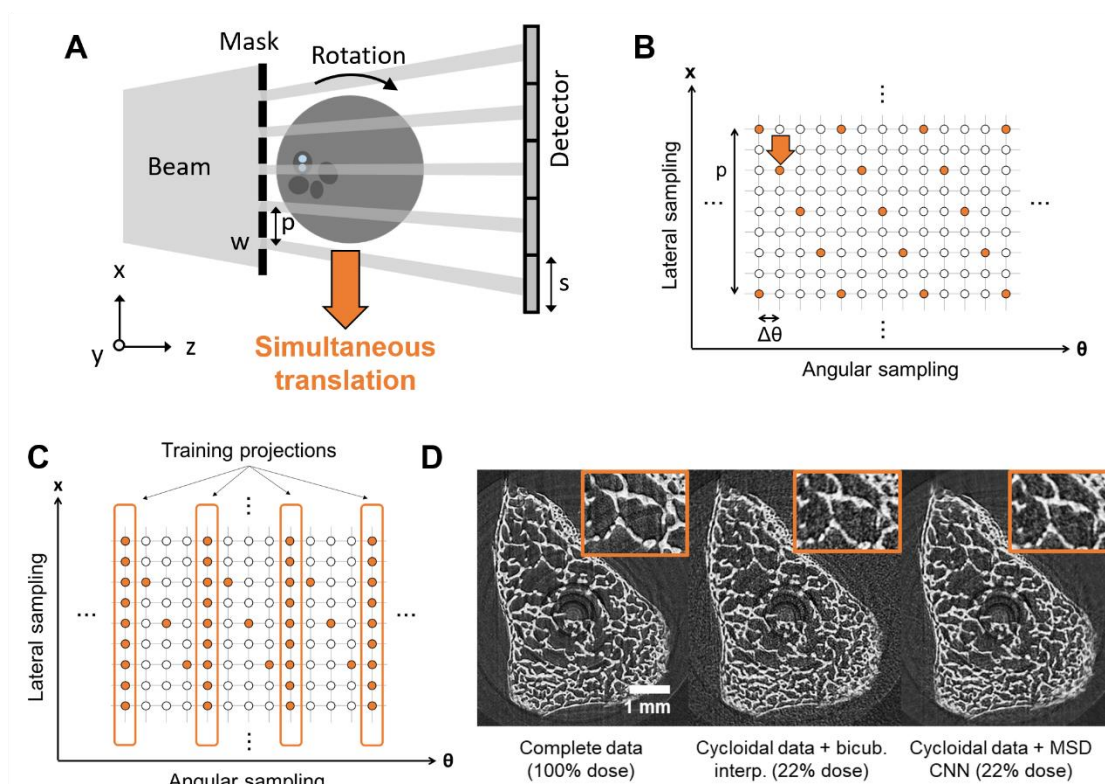 A
Mask
Rotation
Beam
Detector
w
p
s
x
y
z
Simultaneous
translation
B
x
Lateral sampling
p
...
...
...
...
Δθ
θ
Angular sampling
C
Training projections
x
Lateral sampling
...
...
...
...
θ
Angular sampling
D
1 mm
Complete data
(100% dose)
Cycloidal data + bicub.
interp. (22% dose)
Cycloidal data + MSD
CNN (22% dose)